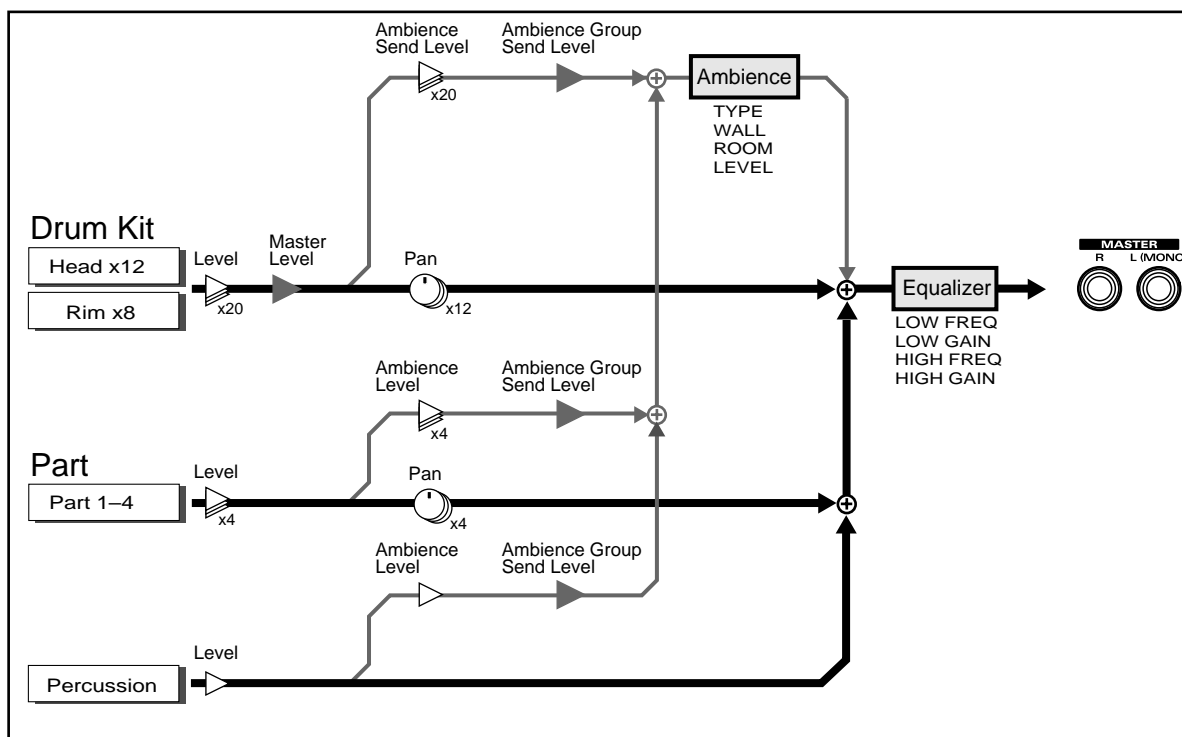 Ambience
Send Level
x20
Ambience Group
Send Level
Ambience
TYPE
WALL
ROOM
LEVEL
Drum Kit
Head x12
Rim x8
Level
x20
Master
Level
Pan
x12
Equalizer
LOW FREQ
LOW GAIN
HIGH FREQ
HIGH GAIN
MASTER
R
L (MONO
Ambience
Level
x4
Ambience Group
Send Level
Part
Part 1–4
Level
x4
Pan
x4
Ambience
Level
Ambience Group
Send Level
Level
Percussion